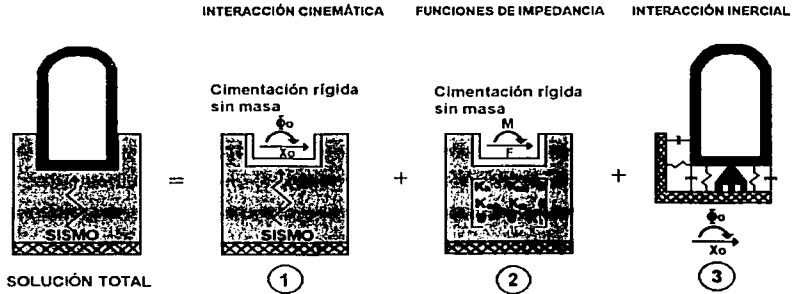 INTERACCIÓN CINEMÁTICA
FUNCIONES DE IMPEDANCIA
INTERACCIÓN INERCIAL
Cimentación rígida
sin masa
Φo
Xo
Cimentación rígida
sin masa
M
F
=
+
+
SISMO
SISMO
Φo
Xo
SOLUCIÓN TOTAL
1
2
3